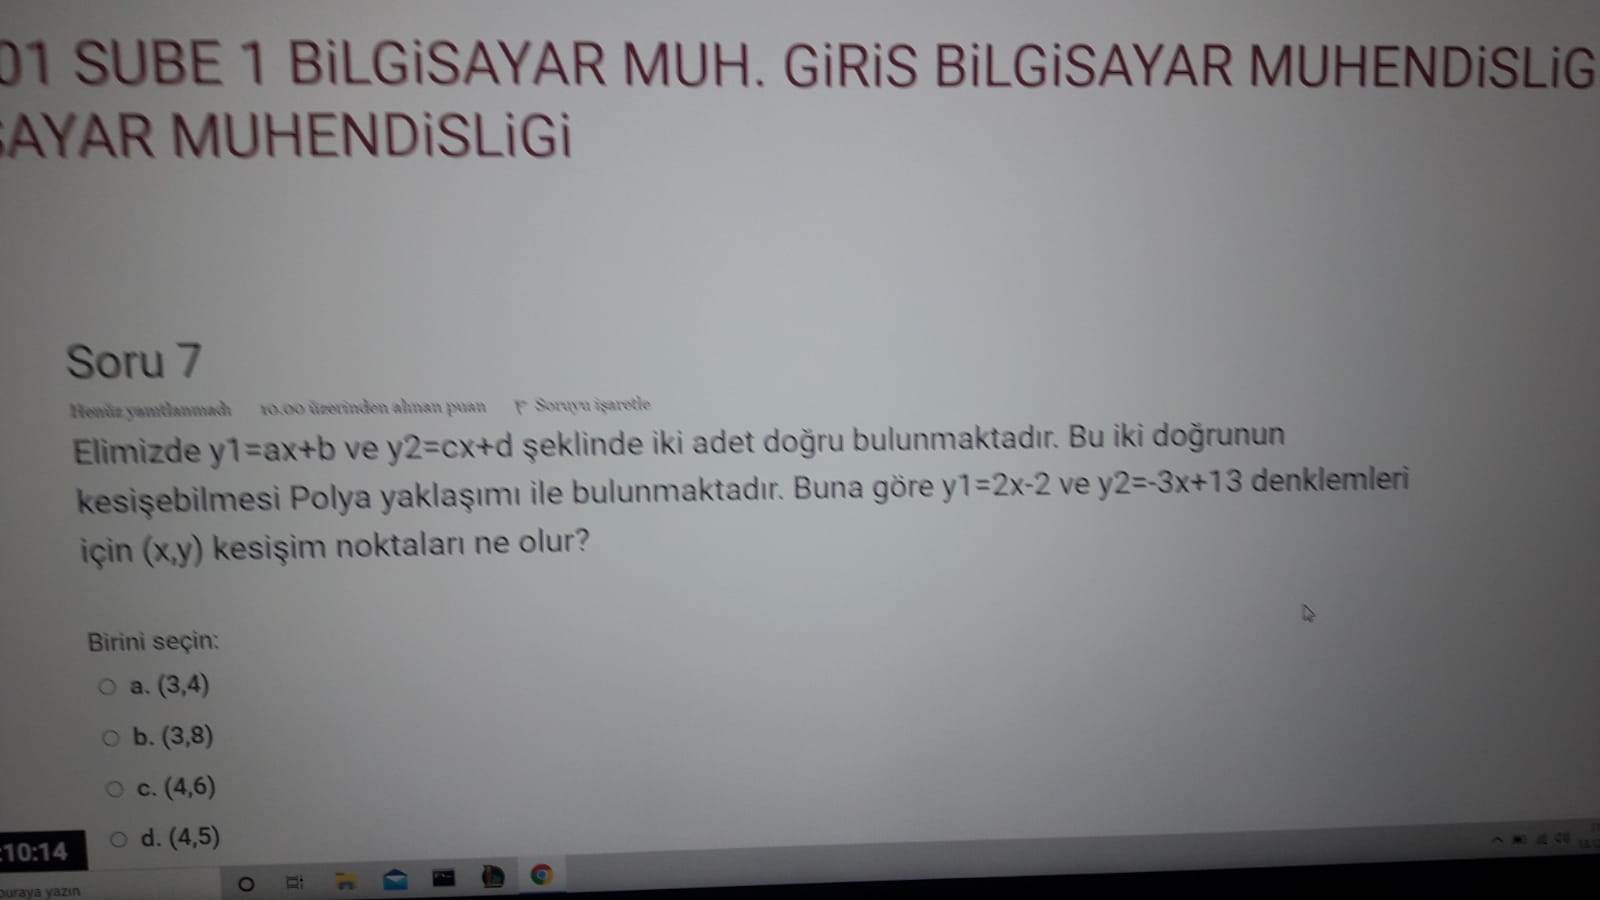 01 SUBE 1 BiLGiSAYAR MUH. GiRiS BiLGiSAYAR MUHENDiSLiG
SAYAR MUHENDiSLiGi
Soru 7
Henüz yanıtlanmadı 10.00 üzerinden alınan puan Soruyu işaretle
Elimizde y1=ax+b ve y2=cx+d şeklinde iki adet doğru bulunmaktadır. Bu iki doğrunun
kesişebilmesi Polya yaklaşımı ile bulunmaktadır. Buna göre y1=2x-2 ve y2=-3x+13 denklemleri
için (x,y) kesişim noktaları ne olur?
Birini seçin:
a. (3,4)
b. (3,8)
c. (4,6)
d. (4,5)
:10:14
buraya yazın